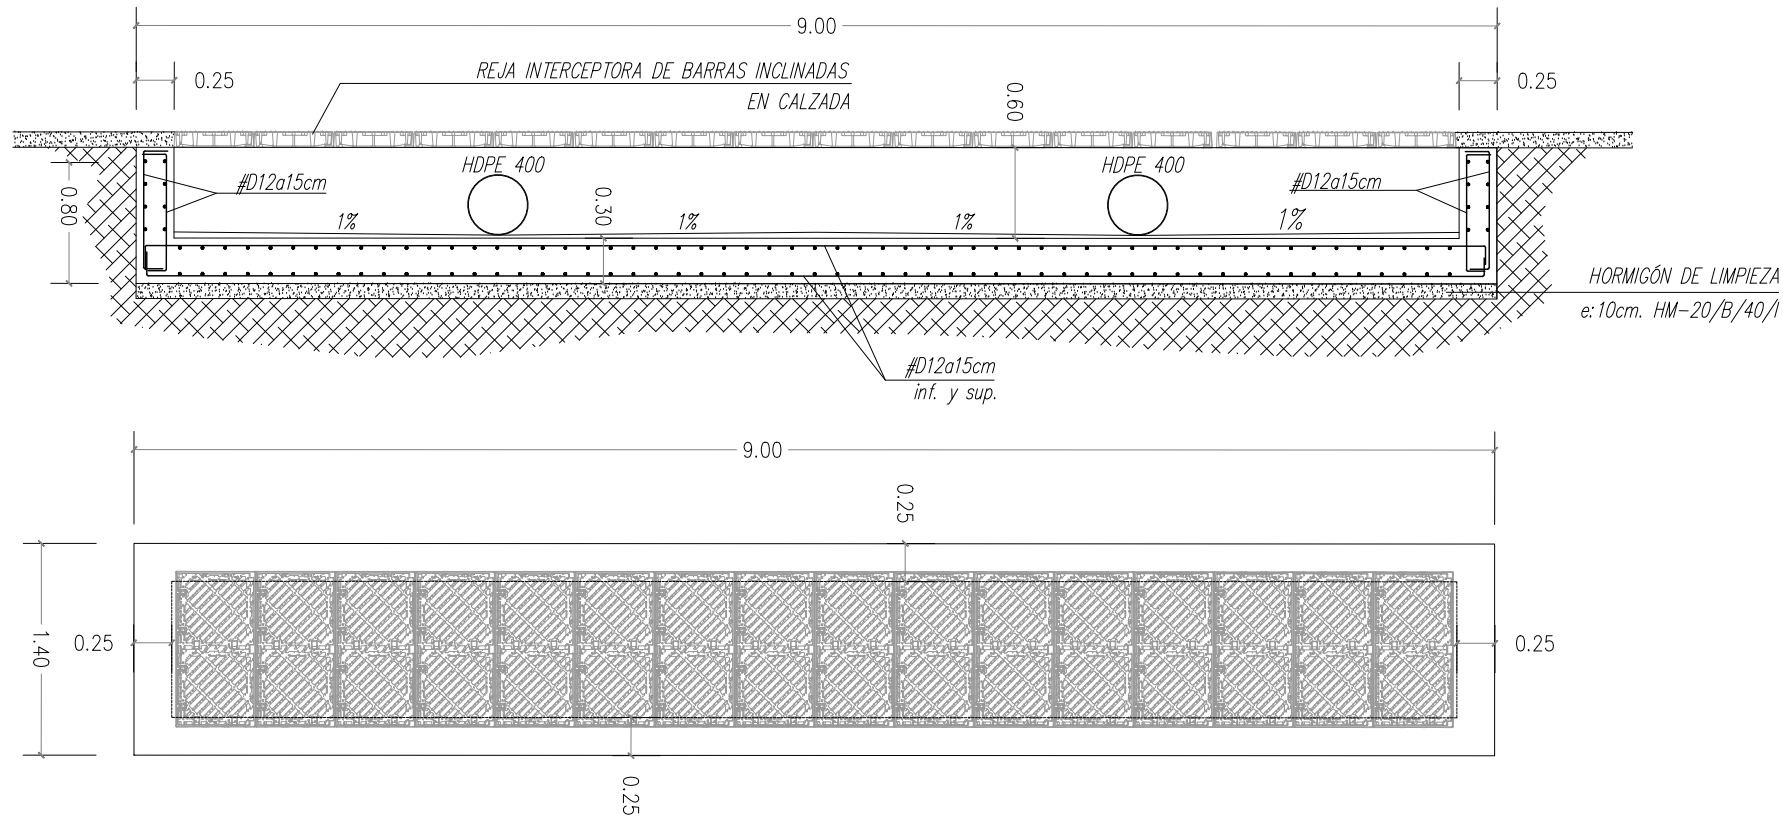 9.00
0.25
REJA INTERCEPTORA DE BARRAS INCLINADAS
EN CALZADA
0.60
0.25
HDPE 400
HDPE 400
#D12a15cm
#D12a15cm
0.80
1%
0.30
1%
1%
1%
HORMIGÓN DE LIMPIEZA
e:10cm. HM-20/B/40/I
#D12a15cm
inf. y sup.
9.00
0.25
1.40
0.25
0.25
0.25